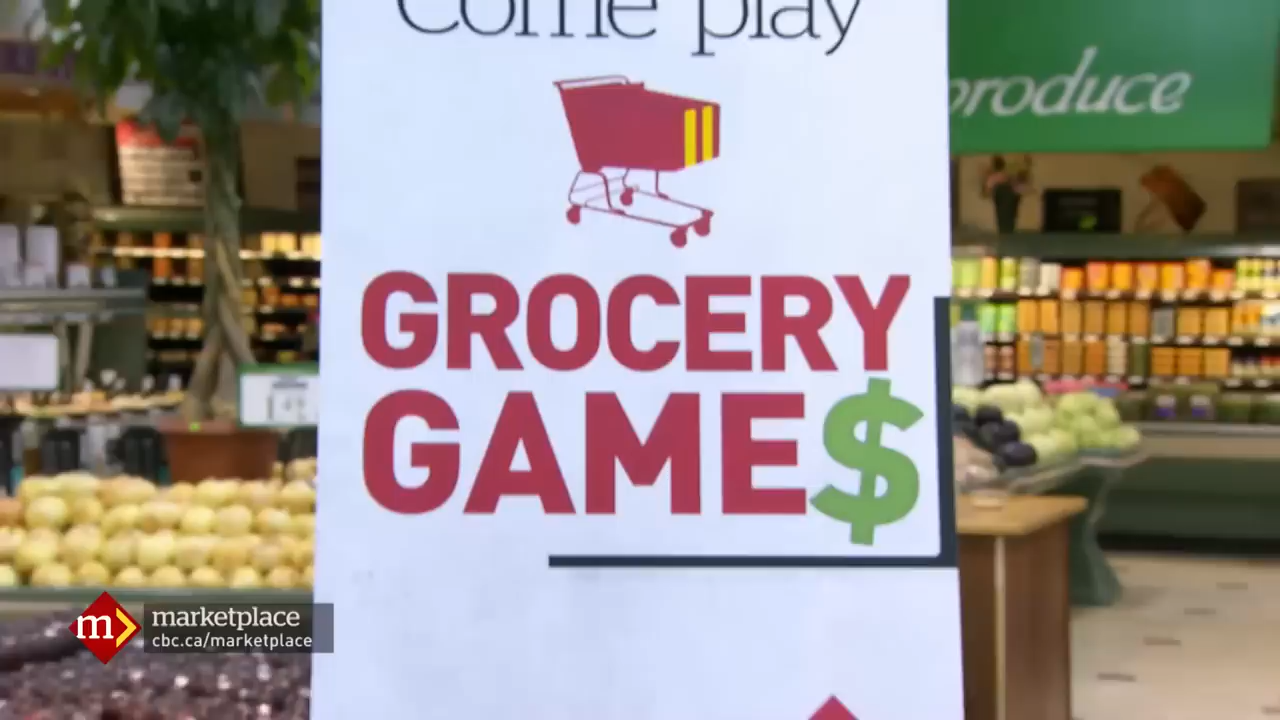 Come play
GROCERY
GAME$
produce
m
marketplace
cbc.ca/marketplace